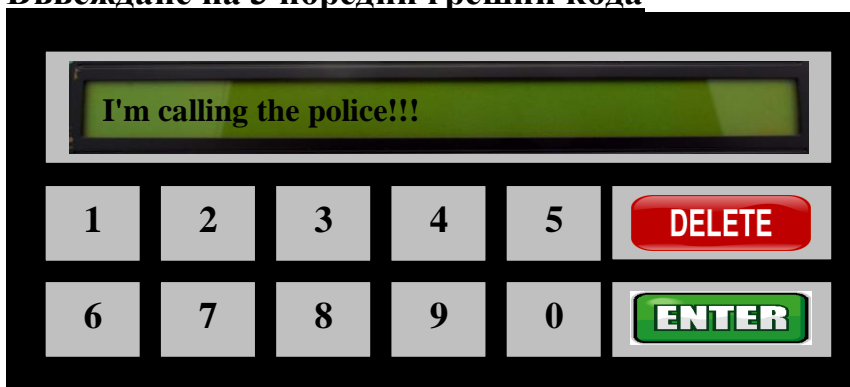 Въвеждане на поредни грешни кода
I'm calling the police!!!
1 2 3 4 5 DELETE
6 7 8 9 0 ENTER